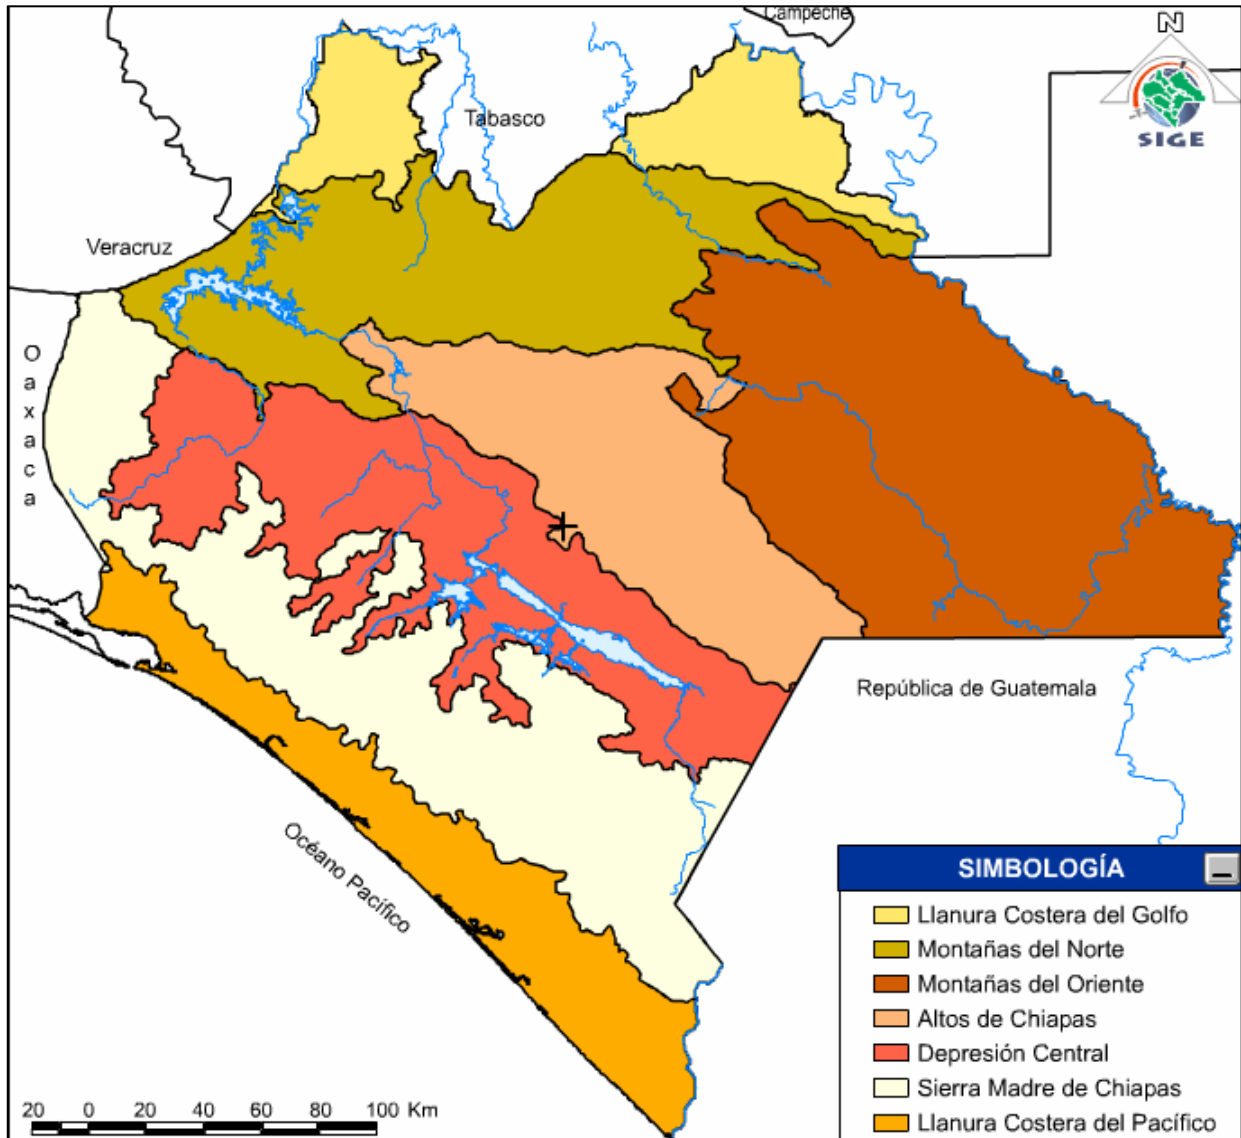 Campeche
N
Tabasco
SIGE
Veracruz
Oaxaca
República de Guatemala
Océano Pacífico
SIMBOLOGÍA
Llanura Costera del Golfo
Montañas del Norte
Montañas del Oriente
Altos de Chiapas
Depresión Central
Sierra Madre de Chiapas
Llanura Costera del Pacífico
20 0 20 40 60 80 100 Km